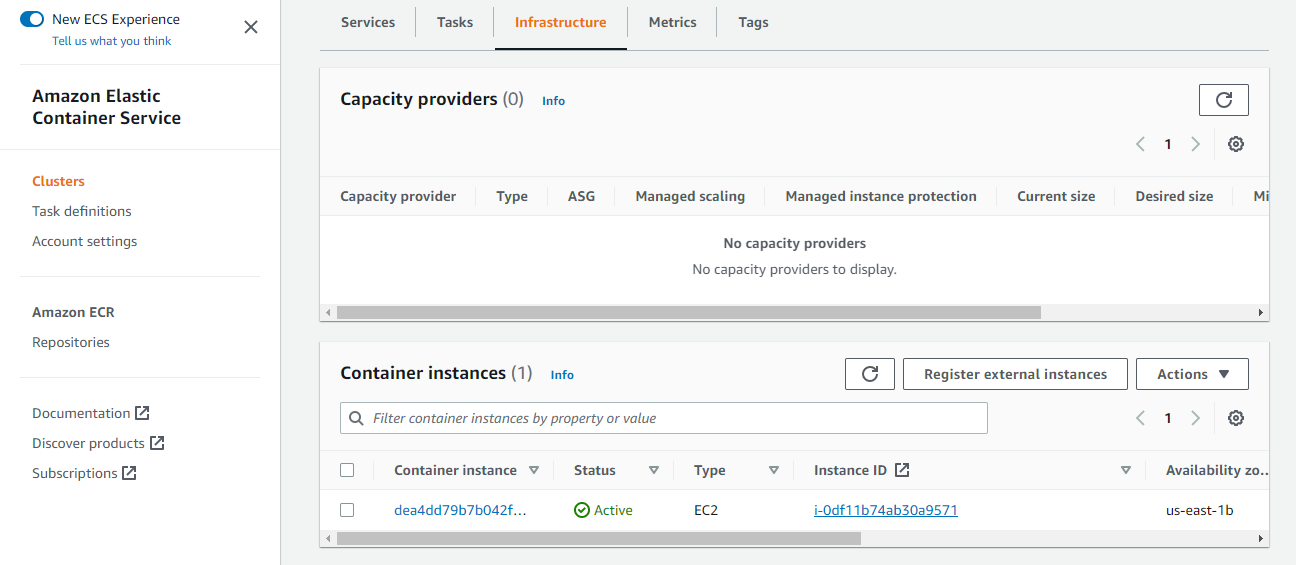 New ECS Experience
Tell us what you think
Amazon Elastic
Container Service
Clusters
Task definitions
Account settings
Amazon ECR
Repositories
Documentation
Discover products
Subscriptions
Services Tasks Infrastructure Metrics Tags
Capacity providers (0) Info
1
Capacity provider Type ASG Managed scaling Managed instance protection Current size Desired size Mi
No capacity providers
No capacity providers to display.
Container instances (1) Info Register external instances Actions
Filter container instances by property or value 1
Container instance Status Type Instance ID Availability zo...
dea4dd79b7b042f... Active EC2 i-0df11b74ab30a9571 us-east-1b